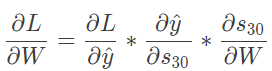 ∂L/∂W = ∂L/∂ŷ * ∂ŷ/∂s₃₀ * ∂s₃₀/∂W